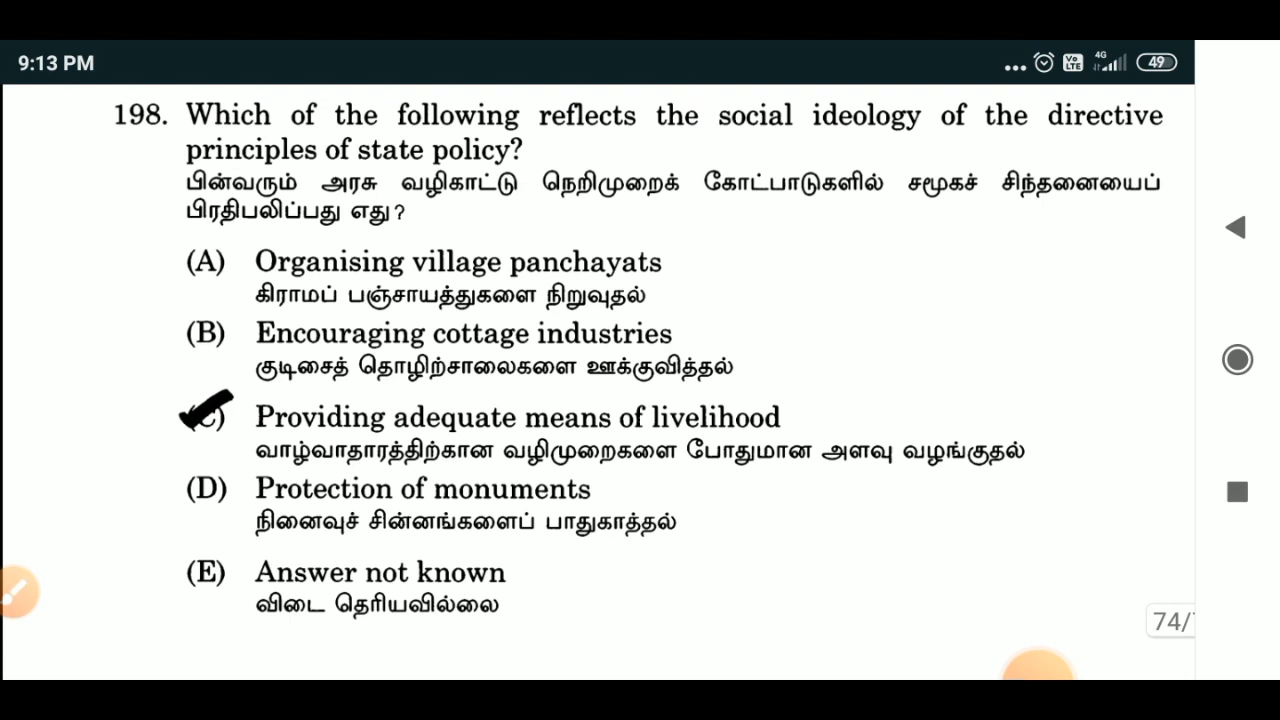 9:13 PM
4G
Vo
LTE
49
198. Which of the following reflects the social ideology of the directive
principles of state policy?
பின்வரும் அரசு வழிகாட்டு நெறிமுறைக் கோட்பாடுகளில் சமூகச் சிந்தனையைப்
பிரதிபலிப்பது எது?
(A) Organising village panchayats
கிராமப் பஞ்சாயத்துகளை நிறுவுதல்
(B) Encouraging cottage industries
குடிசைத் தொழிற்சாலைகளை ஊக்குவித்தல்
(C) Providing adequate means of livelihood
வாழ்வாதாரத்திற்கான வழிமுறைகளை போதுமான அளவு வழங்குதல்
(D) Protection of monuments
நினைவுச் சின்னங்களைப் பாதுகாத்தல்
(E) Answer not known
விடை தெரியவில்லை
74/